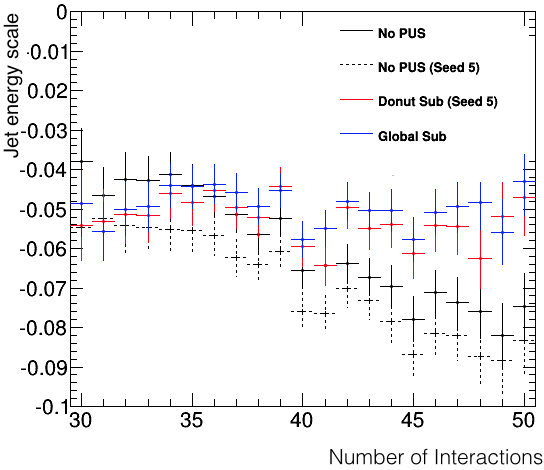 Jet energy scale
0
-0.01
-0.02
-0.03
-0.04
-0.05
-0.06
-0.07
-0.08
-0.09
-0.1
No PUS
No PUS (Seed 5)
Donut Sub (Seed 5)
Global Sub
30 35 40 45 50
Number of Interactions